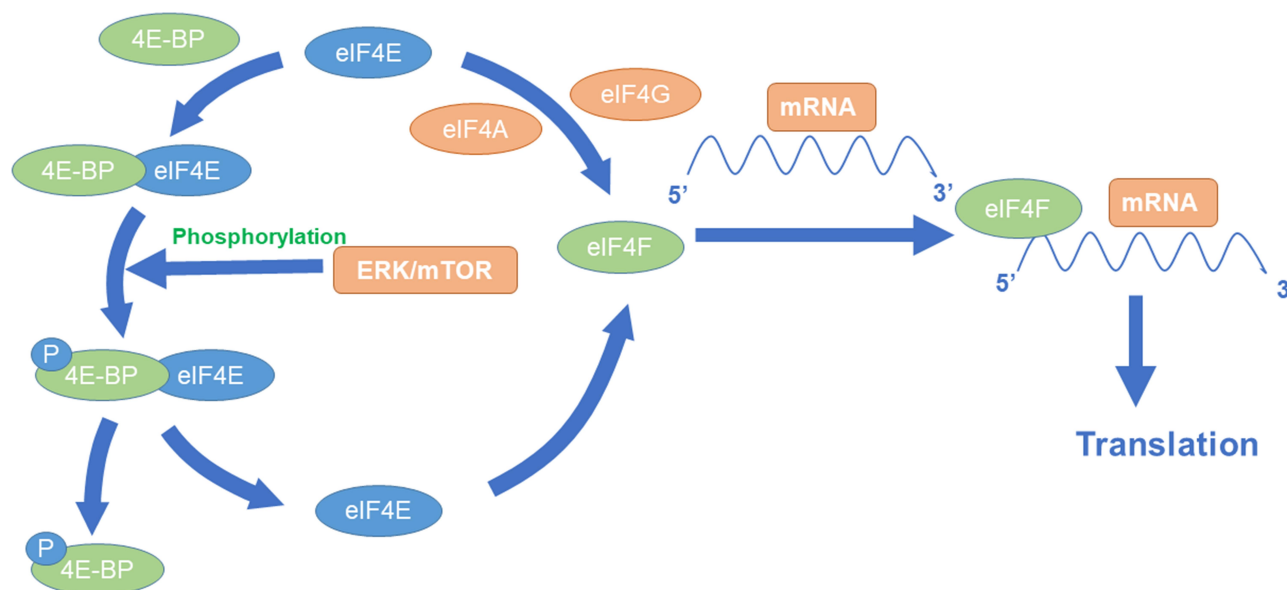 4E-BP
eIF4E
eIF4G
eIF4A
mRNA
4E-BP
eIF4E
5’
3’
eIF4F
mRNA
Phosphorylation
ERK/mTOR
eIF4F
5’
3’
P
4E-BP
eIF4E
Translation
eIF4E
P
4E-BP